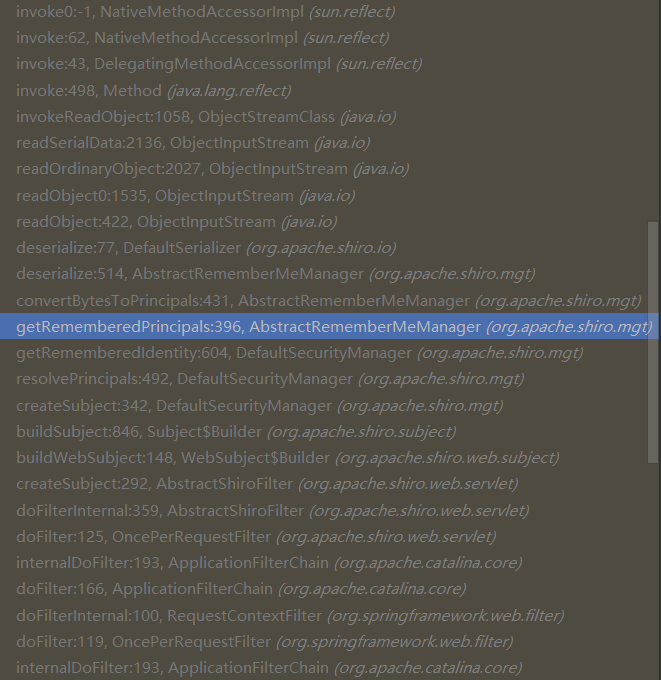 invoke0:-1, NativeMethodAccessorImpl (sun.reflect)
invoke:62, NativeMethodAccessorImpl (sun.reflect)
invoke:43, DelegatingMethodAccessorImpl (sun.reflect)
invoke:498, Method (java.lang.reflect)
invokeReadObject:1058, ObjectStreamClass (java.io)
readSerialData:2136, ObjectInputStream (java.io)
readOrdinaryObject:2027, ObjectInputStream (java.io)
readObject0:1535, ObjectInputStream (java.io)
readObject:422, ObjectInputStream (java.io)
deserialize:77, DefaultSerializer (org.apache.shiro.io)
deserialize:514, AbstractRememberMeManager (org.apache.shiro.mgt)
convertBytesToPrincipals:431, AbstractRememberMeManager (org.apache.shiro.mgt)
getRememberedPrincipals:396, AbstractRememberMeManager (org.apache.shiro.mgt)
getRememberedIdentity:604, DefaultSecurityManager (org.apache.shiro.mgt)
resolvePrincipals:492, DefaultSecurityManager (org.apache.shiro.mgt)
createSubject:342, DefaultSecurityManager (org.apache.shiro.mgt)
buildSubject:846, Subject$Builder (org.apache.shiro.subject)
buildWebSubject:148, WebSubject$Builder (org.apache.shiro.web.subject)
createSubject:292, AbstractShiroFilter (org.apache.shiro.web.servlet)
doFilterInternal:359, AbstractShiroFilter (org.apache.shiro.web.servlet)
doFilter:125, OncePerRequestFilter (org.apache.shiro.web.servlet)
internalDoFilter:193, ApplicationFilterChain (org.apache.catalina.core)
doFilter:166, ApplicationFilterChain (org.apache.catalina.core)
doFilterInternal:100, RequestContextFilter (org.springframework.web.filter)
doFilter:119, OncePerRequestFilter (org.springframework.web.filter)
internalDoFilter:193, ApplicationFilterChain (org.apache.catalina.core)